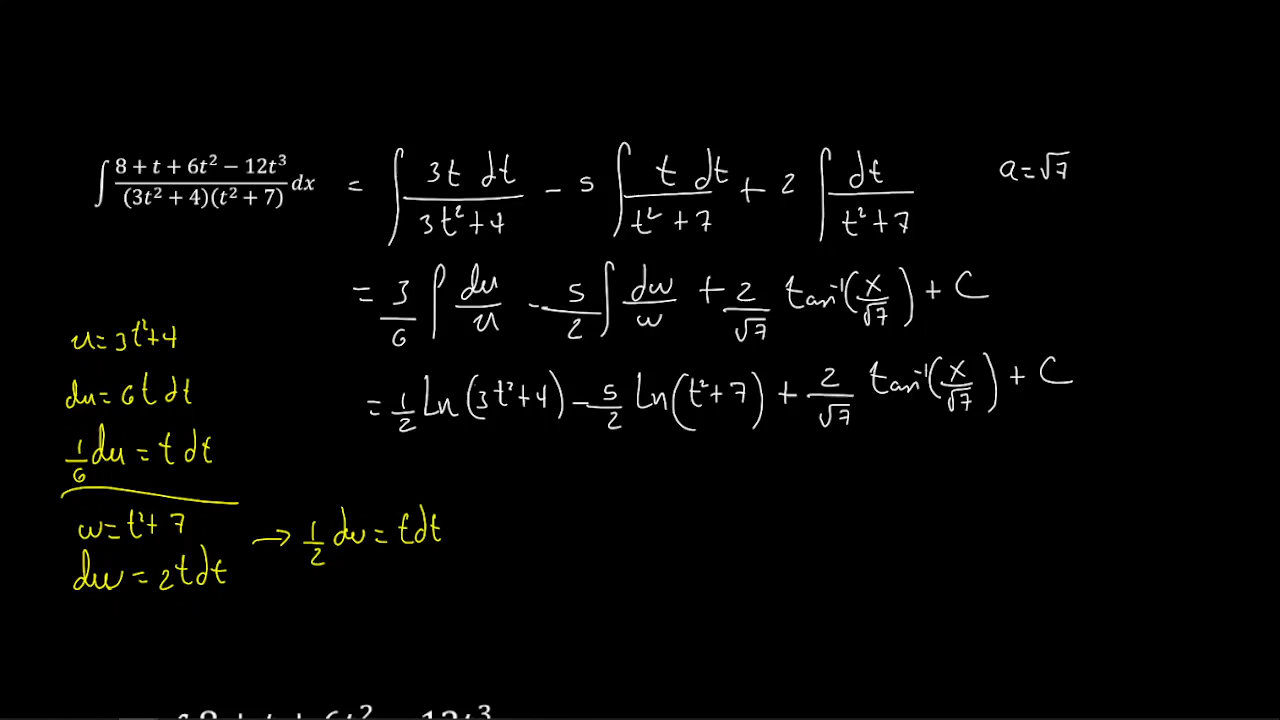 ∫ (8 + t + 6t² − 12t³)/((3t² + 4)(t² + 7)) dx = ∫ (3t dt)/(3t²+4) − 5 ∫ (t dt)/(t²+7) + 2 ∫ dt/(t²+7)
a=√7
= 3/6 ∫ du/u − 5/2 ∫ dw/w + 2/√7 tan⁻¹(x/√7) + C
= 1/2 Ln(3t²+4) − 5/2 Ln(t²+7) + 2/√7 tan⁻¹(x/√7) + C
u=3t²+4
du=6t dt
1/6 du = t dt
w=t²+7
dw=2tdt → 1/2 dw = tdt